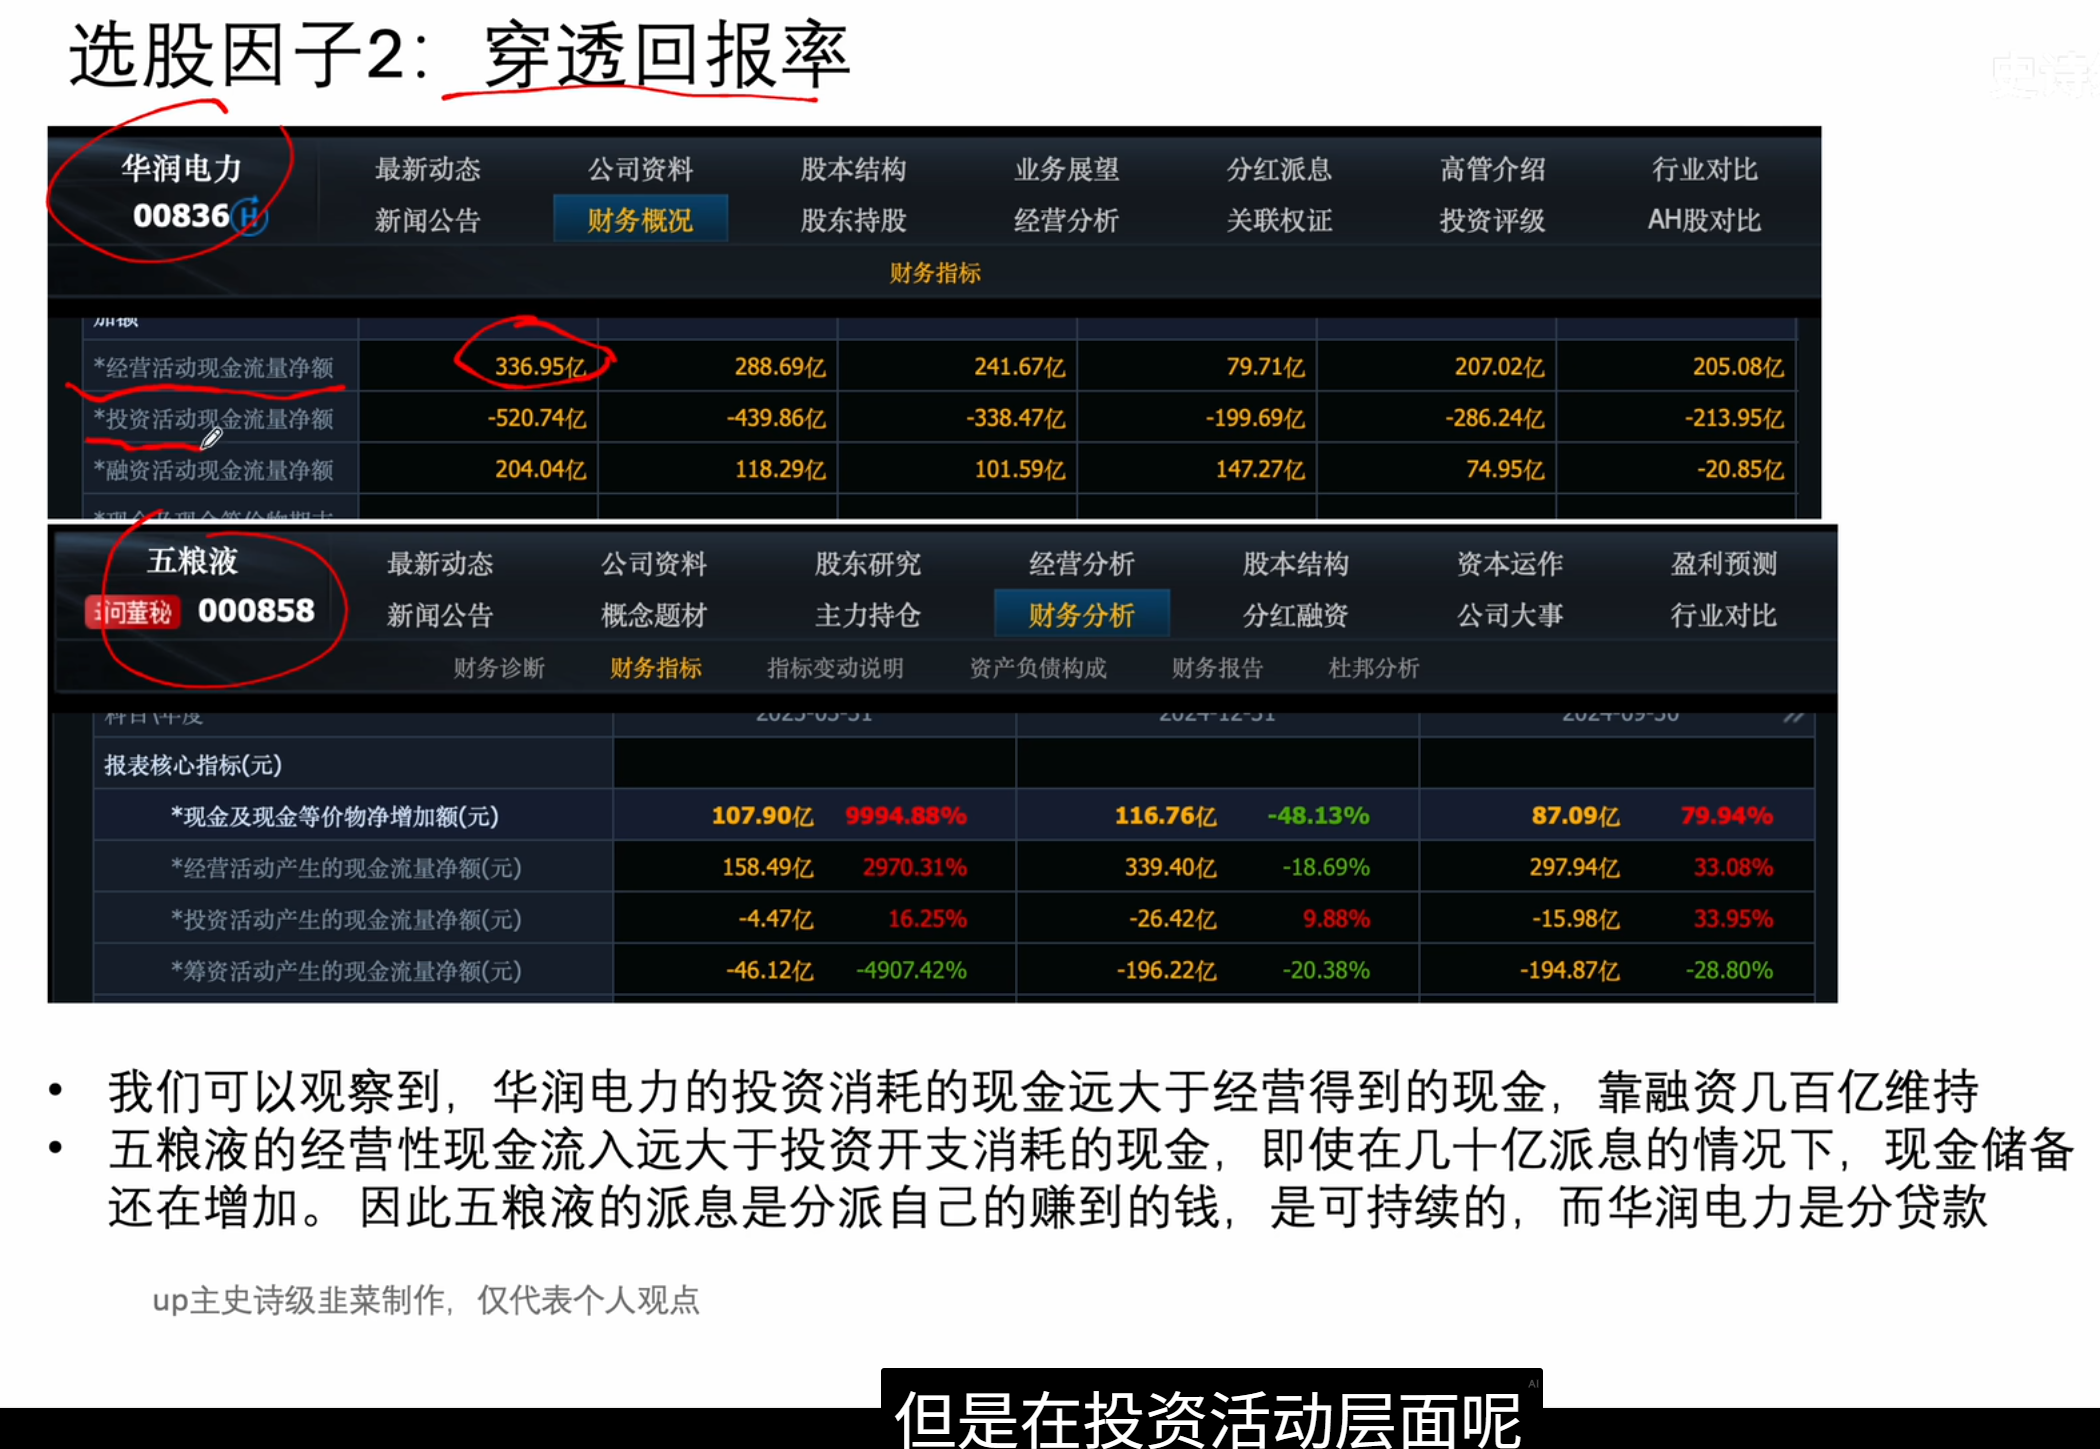 选股因子2：穿透回报率
华润电力 最新动态 公司资料 股本结构 业务展望 分红派息 高管介绍 行业对比
00836 H 新闻公告 财务概况 股东持股 经营分析 关联权证 投资评级 AH股对比
财务指标
加额
*经营活动现金流量净额 336.95亿 288.69亿 241.67亿 79.71亿 207.02亿 205.08亿
*投资活动现金流量净额 -520.74亿 -439.86亿 -338.47亿 -199.69亿 -286.24亿 -213.95亿
*融资活动现金流量净额 204.04亿 118.29亿 101.59亿 147.27亿 74.95亿 -20.85亿
五粮液 最新动态 公司资料 股东研究 经营分析 股本结构 资本运作 盈利预测
问董秘 000858 新闻公告 概念题材 主力持仓 财务分析 分红融资 公司大事 行业对比
财务诊断 财务指标 指标变动说明 资产负债构成 财务报告 杜邦分析
科目\年度 2025-03-31 2024-12-31 2024-09-30
报表核心指标(元)
*现金及现金等价物净增加额(元) 107.90亿 9994.88% 116.76亿 -48.13% 87.09亿 79.94%
*经营活动产生的现金流量净额(元) 158.49亿 2970.31% 339.40亿 -18.69% 297.94亿 33.08%
*投资活动产生的现金流量净额(元) -4.47亿 16.25% -26.42亿 9.88% -15.98亿 33.95%
*筹资活动产生的现金流量净额(元) -46.12亿 -4907.42% -196.22亿 -20.38% -194.87亿 -28.80%
• 我们可以观察到，华润电力的投资消耗的现金远大于经营得到的现金，靠融资几百亿维持
• 五粮液的经营性现金流入远大于投资开支消耗的现金，即使在几十亿派息的情况下，现金储备
还在增加。因此五粮液的派息是分派自己的赚到的钱，是可持续的，而华润电力是分贷款
up主史诗级韭菜制作，仅代表个人观点
AI
但是在投资活动层面呢